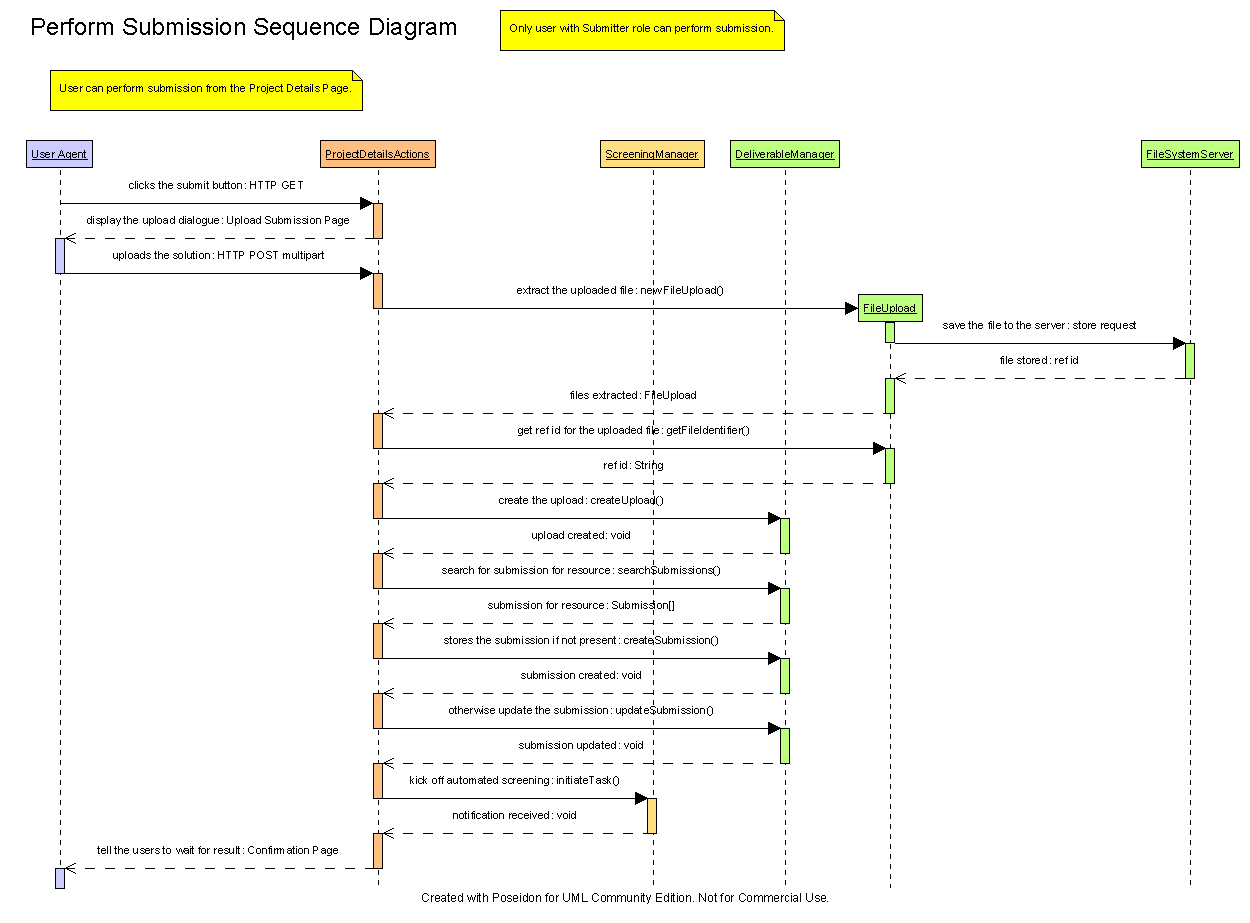 Perform Submission Sequence Diagram
Only user with Submitter role can perform submission.
User can perform submission from the Project Details Page.
User Agent
ProjectDetailsActions
ScreeningManager
DeliverableManager
FileSystemServer
clicks the submit button: HTTP GET
display the upload dialogue: Upload Submission Page
uploads the solution: HTTP POST multipart
extract the uploaded file: newFileUpload()
FileUpload
save the file to the server: store request
file stored: ref id
files extracted: FileUpload
get ref id for the uploaded file: getFileIdentifier()
ref id: String
create the upload: createUpload()
upload created: void
search for submission for resource: searchSubmissions()
submission for resource: Submission[]
stores the submission if not present: createSubmission()
submission created: void
otherwise update the submission: updateSubmission()
submission updated: void
kick off automated screening: initiateTask()
notification received: void
tell the users to wait for result: Confirmation Page
Created with Poseidon for UML Community Edition. Not for Commercial Use.